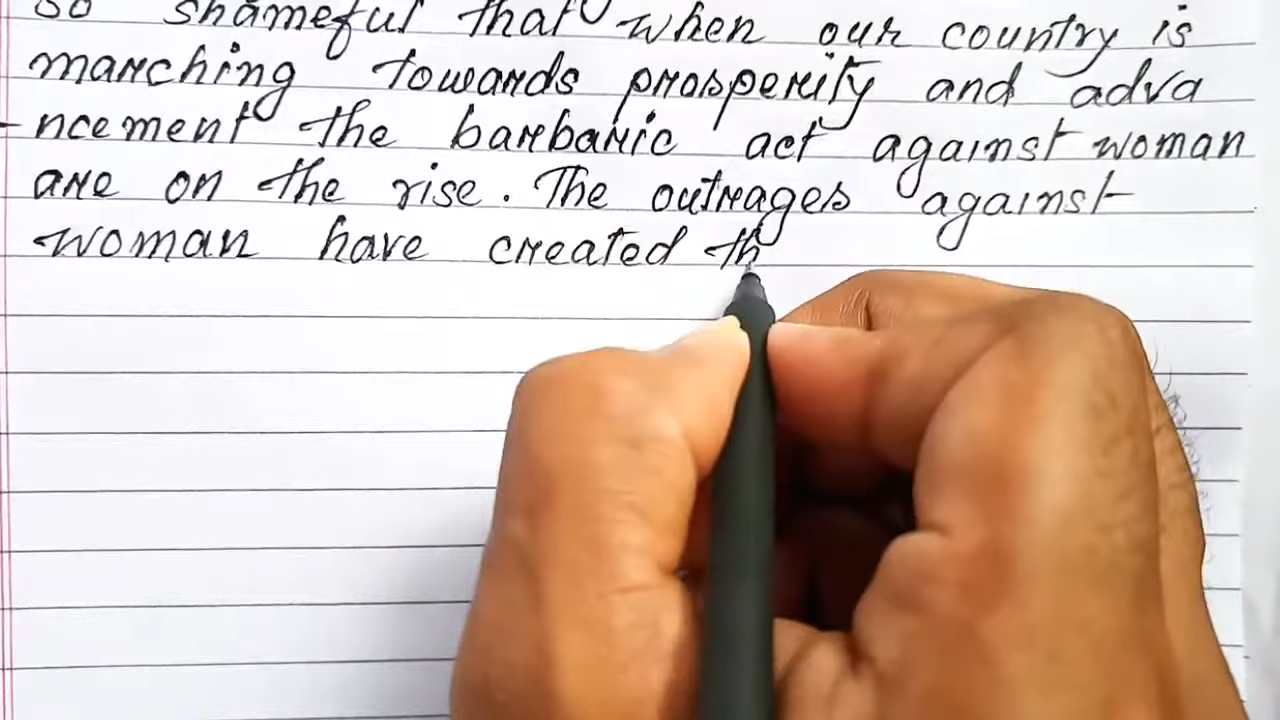 so shameful that when our country is
marching towards prosperity and adva
ncement the barbaric act against woman
are on the rise. The outrages against
woman have created th